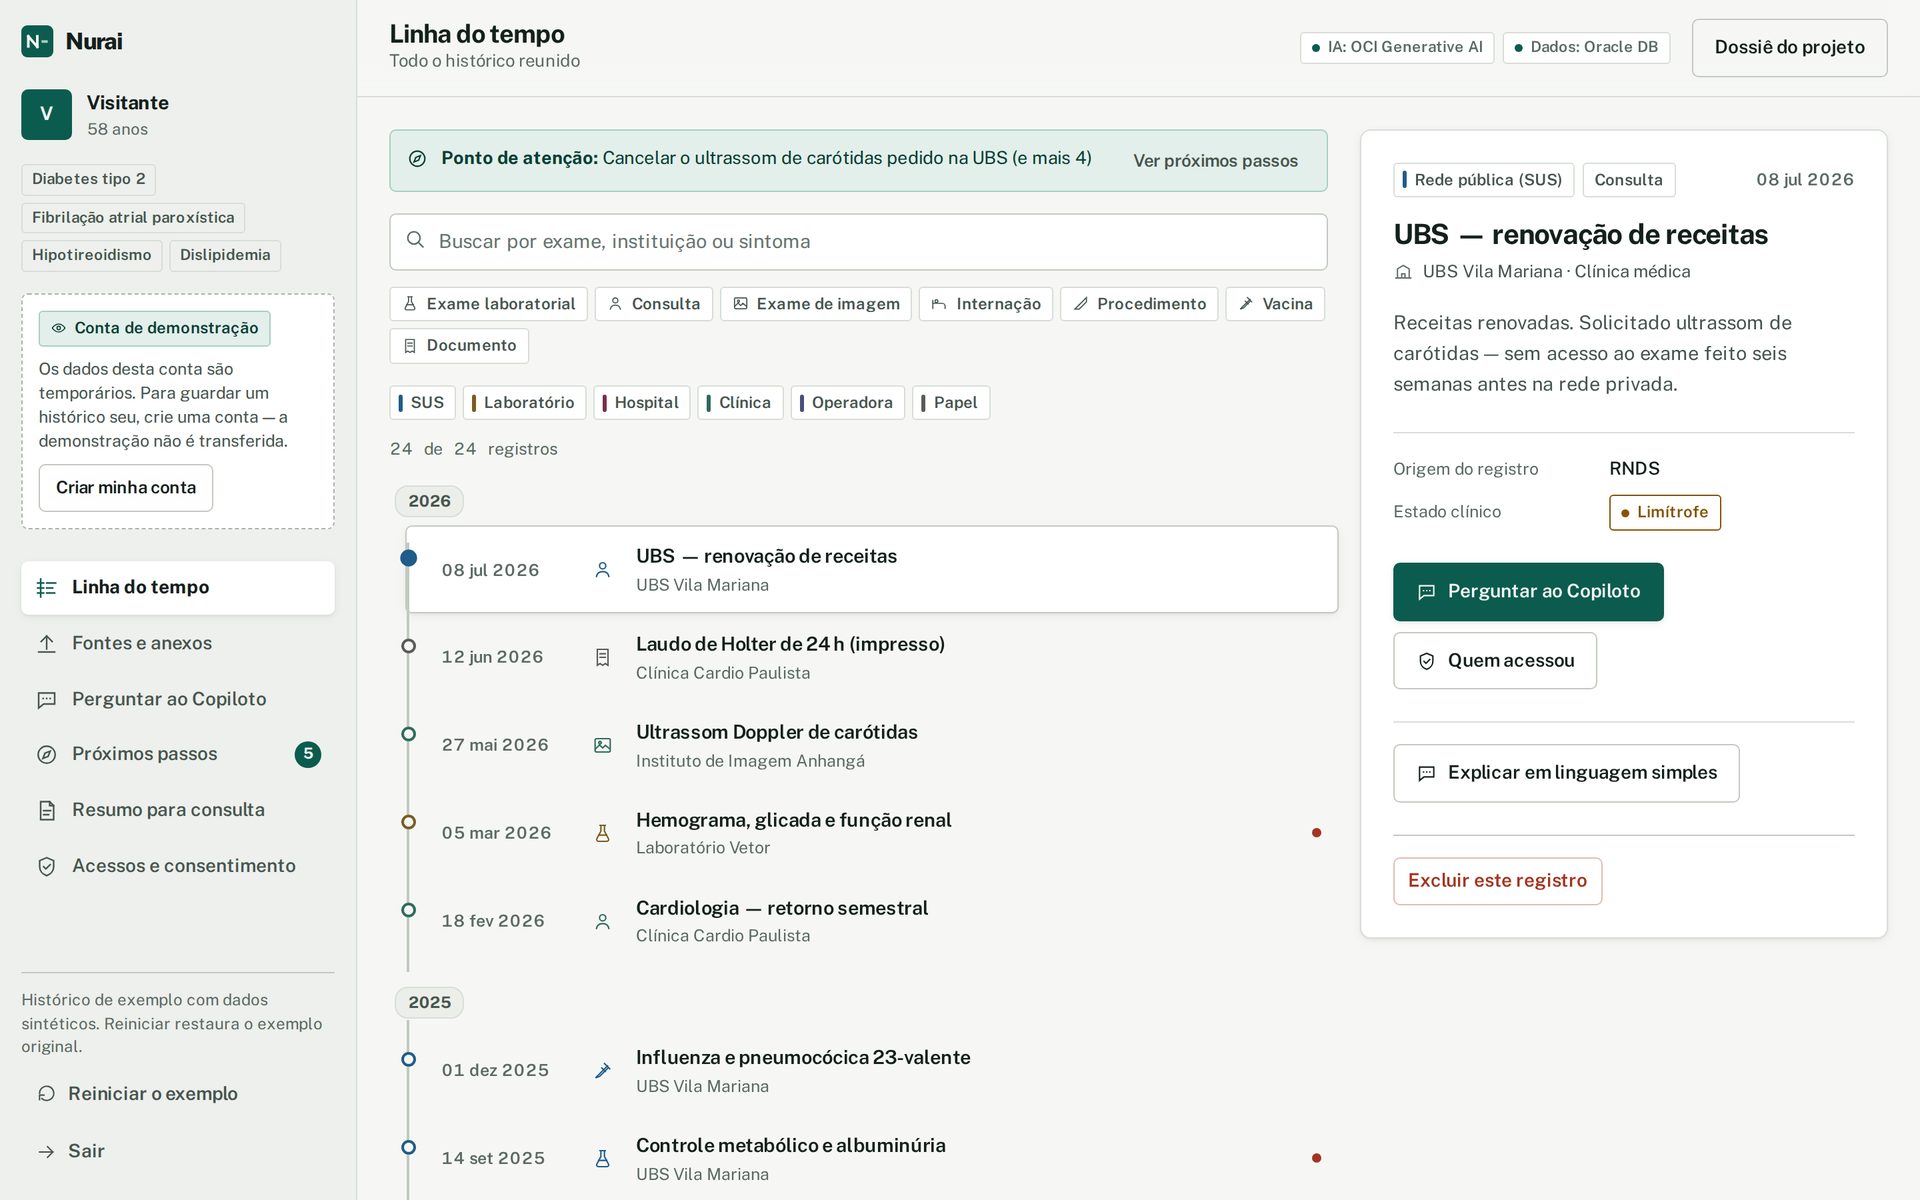 N-
Nurai
V
Visitante
58 anos
Diabetes tipo 2
Fibrilação atrial paroxística
Hipotireoidismo
Dislipidemia
Conta de demonstração
Os dados desta conta são
temporários. Para guardar um
histórico seu, crie uma conta — a
demonstração não é transferida.
Criar minha conta
Linha do tempo
Fontes e anexos
Perguntar ao Copiloto
Próximos passos
5
Resumo para consulta
Acessos e consentimento
Histórico de exemplo com dados
sintéticos. Reiniciar restaura o exemplo
original.
Reiniciar o exemplo
Sair
Linha do tempo
Todo o histórico reunido
IA: OCI Generative AI
Dados: Oracle DB
Dossiê do projeto
Ponto de atenção: Cancelar o ultrassom de carótidas pedido na UBS (e mais 4)
Ver próximos passos
Buscar por exame, instituição ou sintoma
Exame laboratorial
Consulta
Exame de imagem
Internação
Procedimento
Vacina
Documento
SUS
Laboratório
Hospital
Clínica
Operadora
Papel
24 de 24 registros
2026
08 jul 2026
UBS — renovação de receitas
UBS Vila Mariana
12 jun 2026
Laudo de Holter de 24 h (impresso)
Clínica Cardio Paulista
27 mai 2026
Ultrassom Doppler de carótidas
Instituto de Imagem Anhangá
05 mar 2026
Hemograma, glicada e função renal
Laboratório Vetor
18 fev 2026
Cardiologia — retorno semestral
Clínica Cardio Paulista
2025
01 dez 2025
Influenza e pneumocócica 23-valente
UBS Vila Mariana
14 set 2025
Controle metabólico e albuminúria
UBS Vila Mariana
Rede pública (SUS)
Consulta
08 jul 2026
UBS — renovação de receitas
UBS Vila Mariana · Clínica médica
Receitas renovadas. Solicitado ultrassom de
carótidas — sem acesso ao exame feito seis
semanas antes na rede privada.
Origem do registro
RNDS
Estado clínico
Limítrofe
Perguntar ao Copiloto
Quem acessou
Explicar em linguagem simples
Excluir este registro